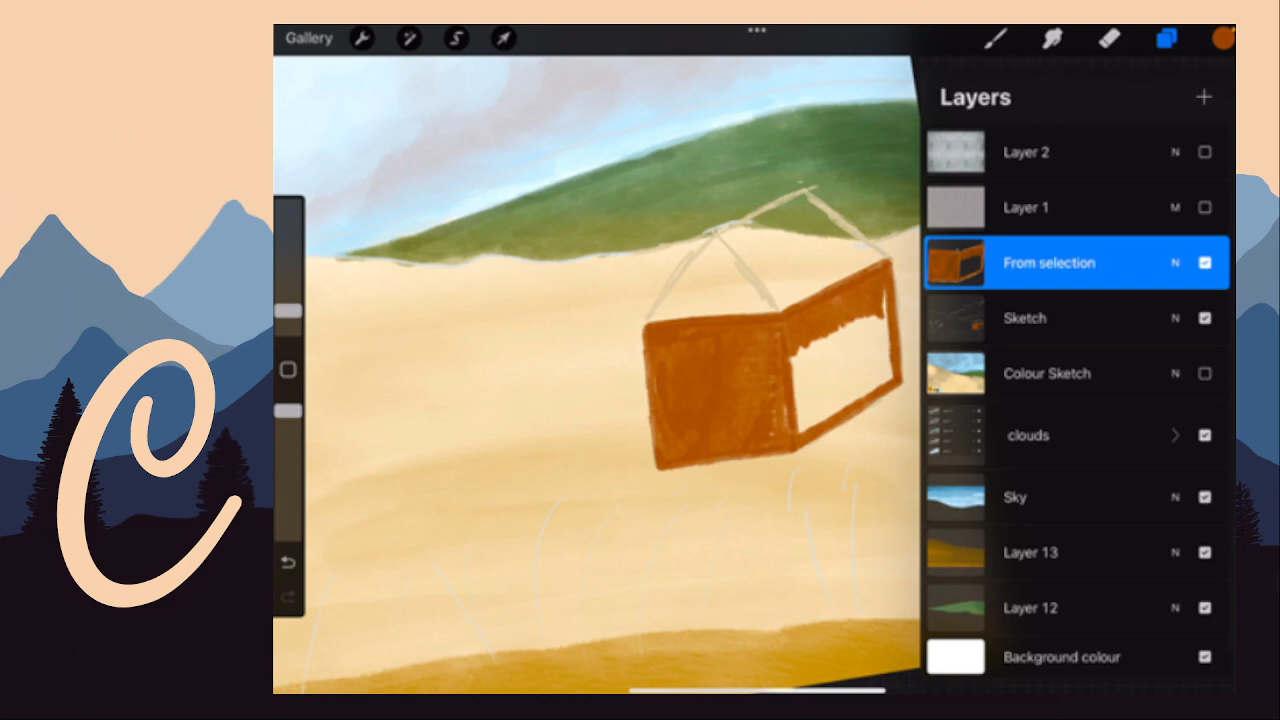 Gallery
Layers
Layer 2 N
Layer 1 M
From selection N
Sketch N
Colour Sketch N
clouds
Sky N
Layer 13 N
Layer 12 N
Background colour
C